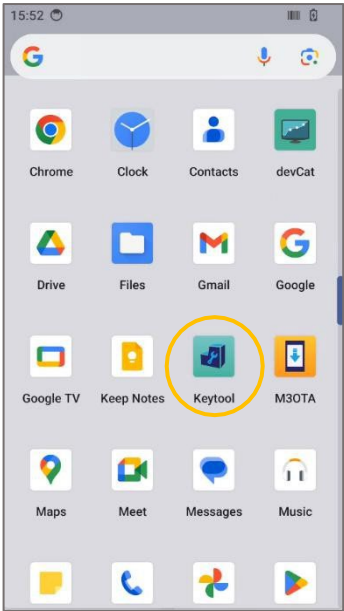 15:52
Chrome Clock Contacts devCat
Drive Files Gmail Google
Google TV Keep Notes Keytool M3OTA
Maps Meet Messages Music